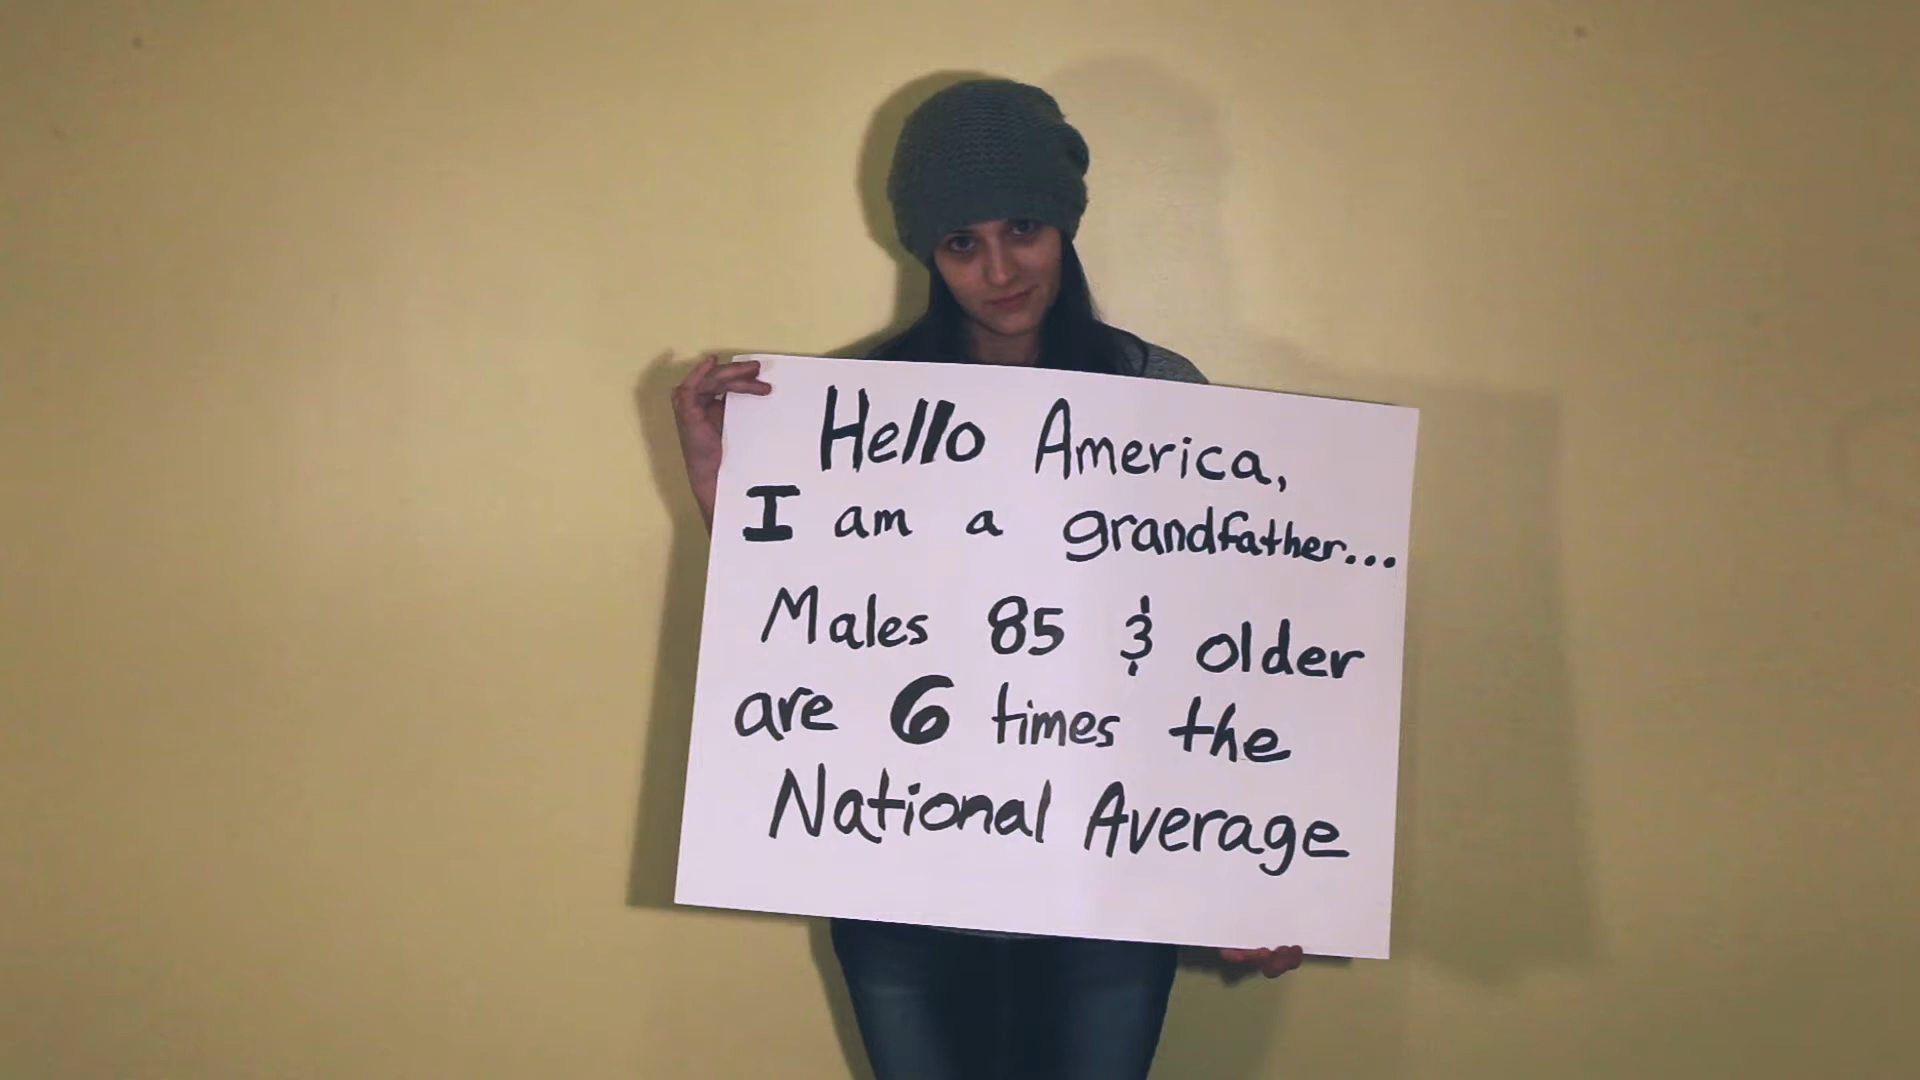 Hello America,
I am a grandfather...
Males 85 & older
are 6 times the
National Average